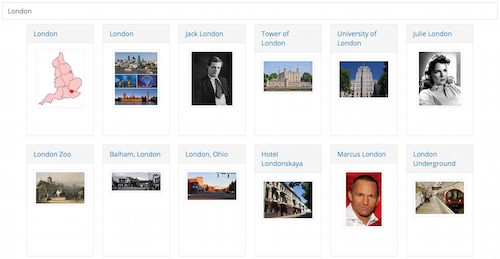 London
London
London
Jack London
Tower of
London
University of
London
Julie London
London Zoo
Balham, London
London, Ohio
Hotel
Londonskaya
Marcus London
London
Underground